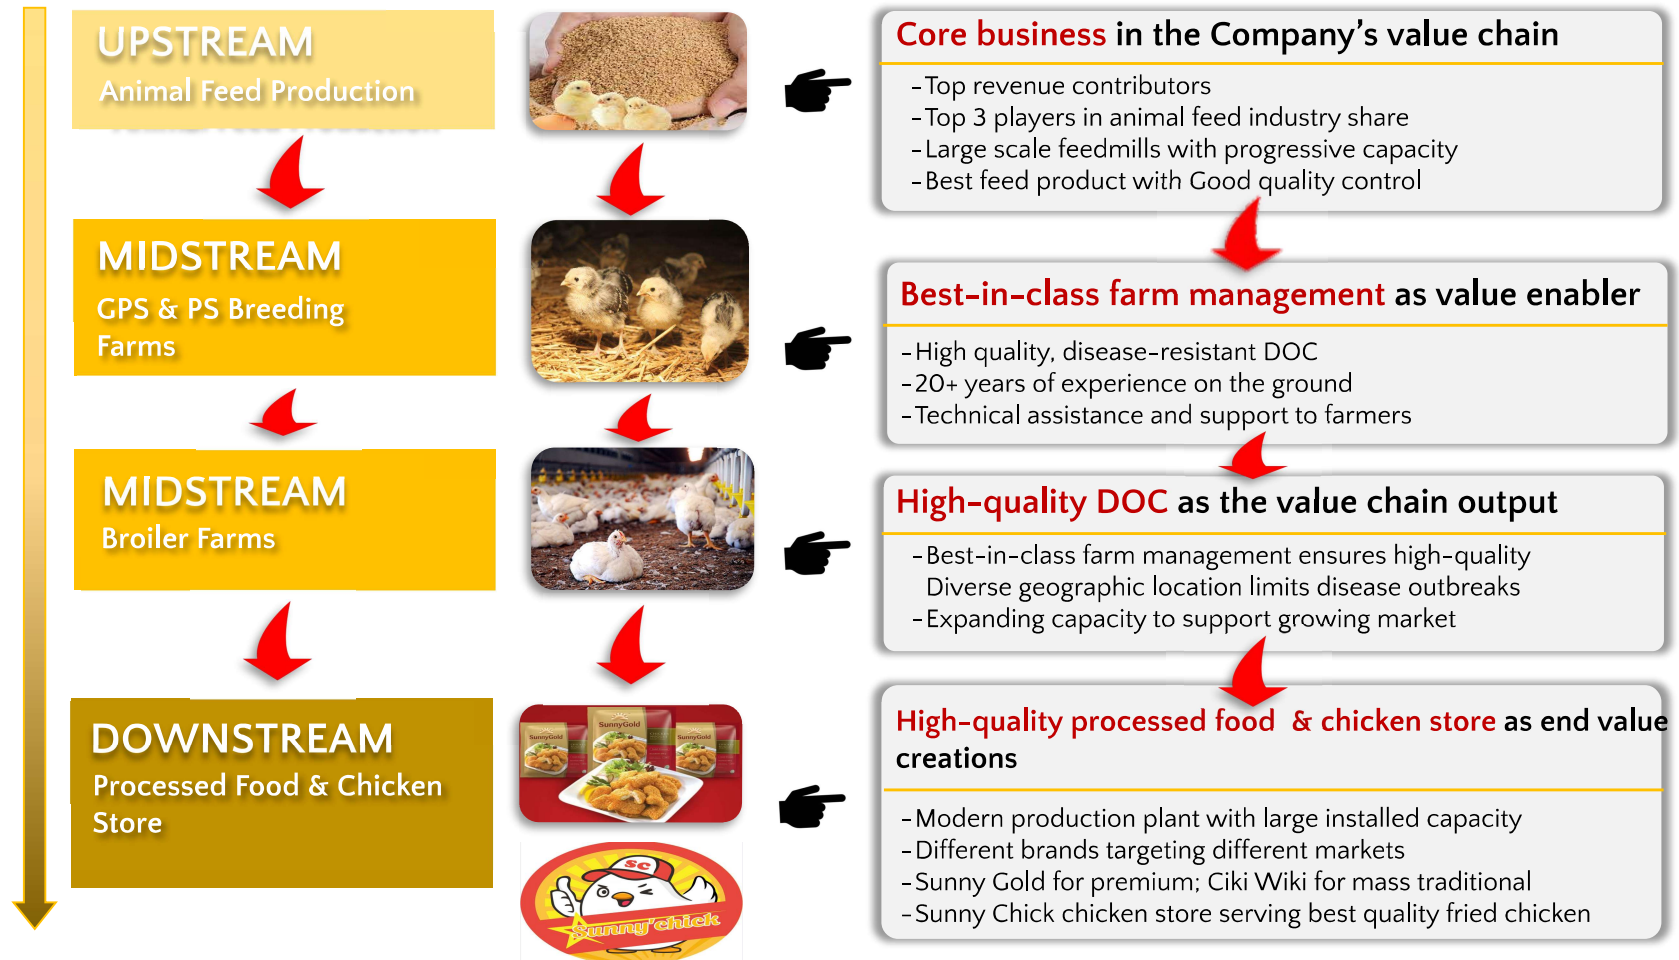 UPSTREAM
Animal Feed Production
Core business in the Company's value chain
-Top revenue contributors
-Top 3 players in animal feed industry share
-Large scale feedmills with progressive capacity
-Best feed product with Good quality control
MIDSTREAM
GPS & PS Breeding
Farms
Best-in-class farm management as value enabler
-High quality, disease-resistant DOC
-20+ years of experience on the ground
-Technical assistance and support to farmers
MIDSTREAM
Broiler Farms
High-quality DOC as the value chain output
-Best-in-class farm management ensures high-quality
Diverse geographic location limits disease outbreaks
-Expanding capacity to support growing market
DOWNSTREAM
Processed Food & Chicken
Store
SunnyGold
SunnyGold
SunnyGold
SC
Sunny'chick
High-quality processed food & chicken store as end value
creations
-Modern production plant with large installed capacity
-Different brands targeting different markets
-Sunny Gold for premium; Ciki Wiki for mass traditional
-Sunny Chick chicken store serving best quality fried chicken